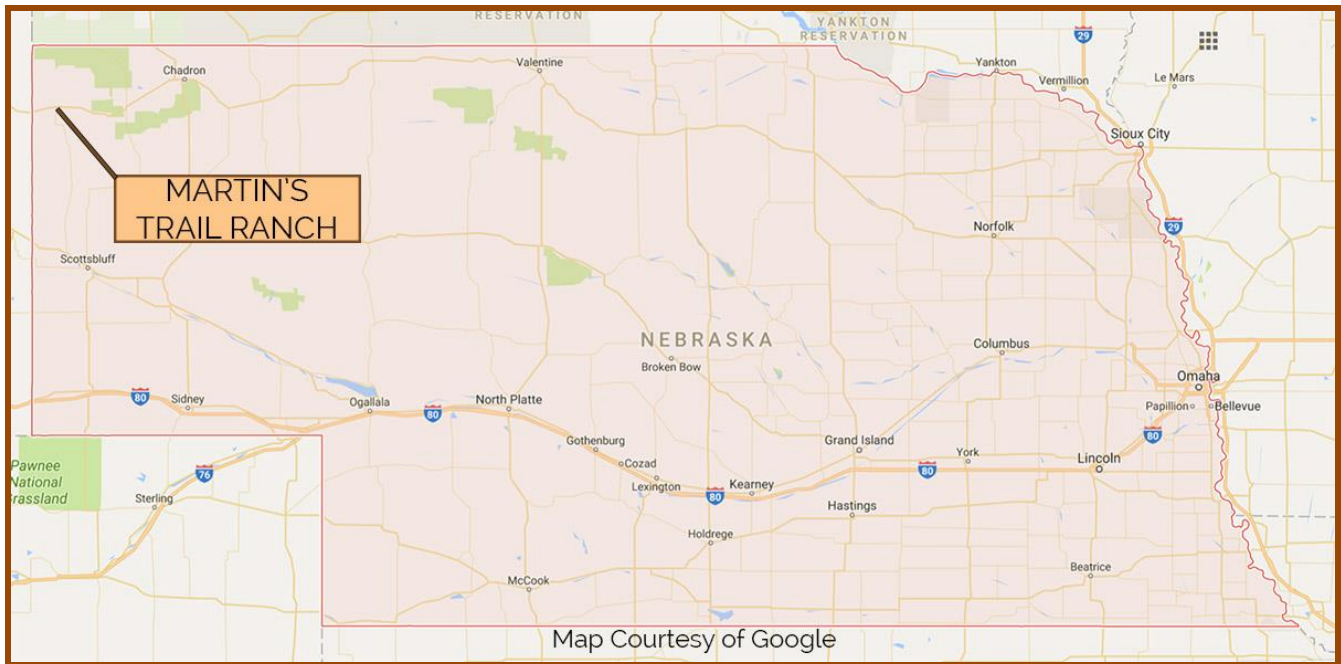 RESERVATION
YANKTON
RESERVATION
29
Chadron
Valentine
Yankton
Vermillion
Le Mars
Sioux City
MARTIN'S
TRAIL RANCH
29
Norfolk
Scottsbluff
NEBRASKA
Broken Bow
Columbus
Omaha
80
Sidney
Ogallala
80
North Platte
Papillion
Bellevue
80
Gothenburg
Grand Island
Cozad
York
Lincoln
Pawnee
National
Grassland
76
Lexington
80
Kearney
80
Sterling
Hastings
Holdrege
McCook
Beatrice
Map Courtesy of Google